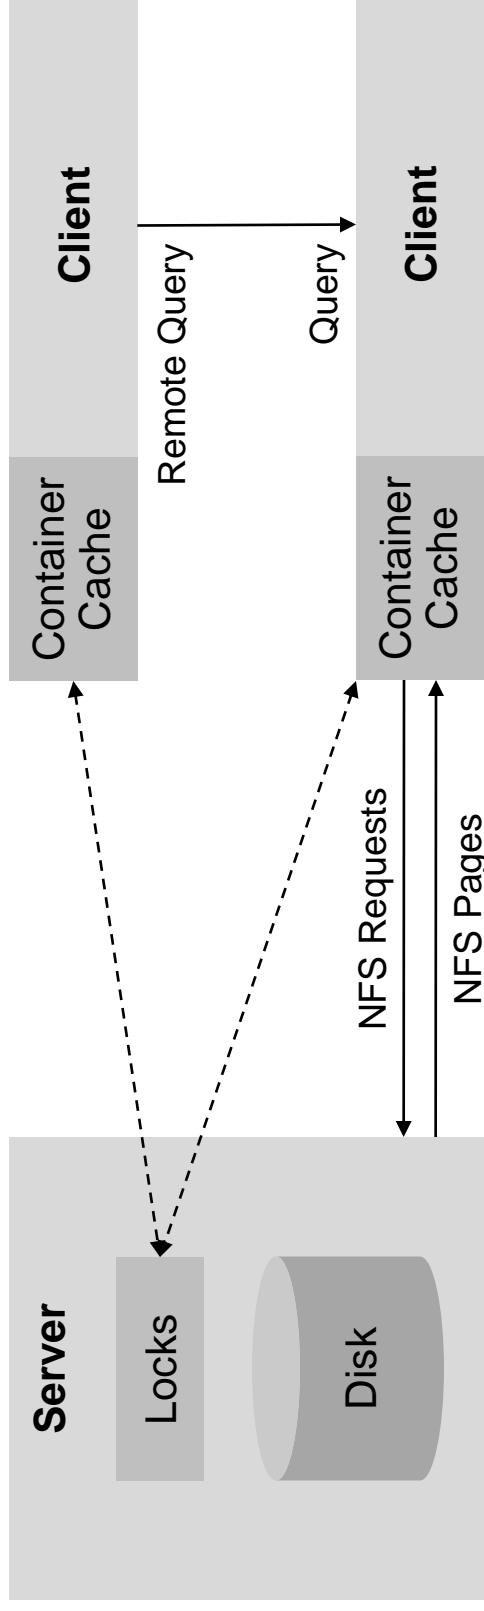 Server
Locks
Disk
Container
Cache
Client
Remote Query
Query
NFS Requests
NFS Pages
Container
Cache
Client